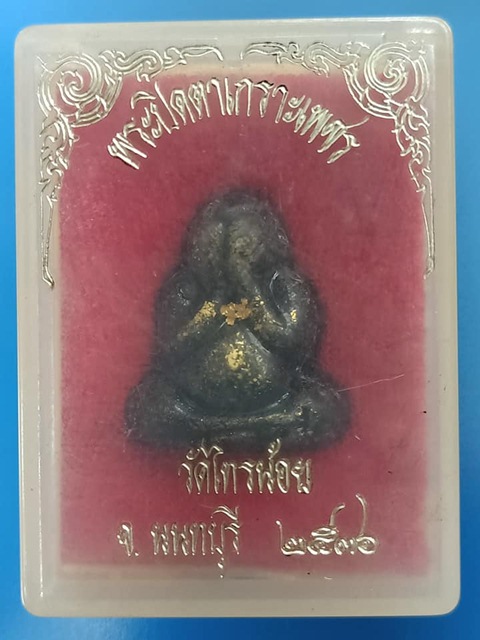 พระปิดตาเกราะเพชร
วัดไทรน้อย
จ. นนทบุรี ๒๕๓๖